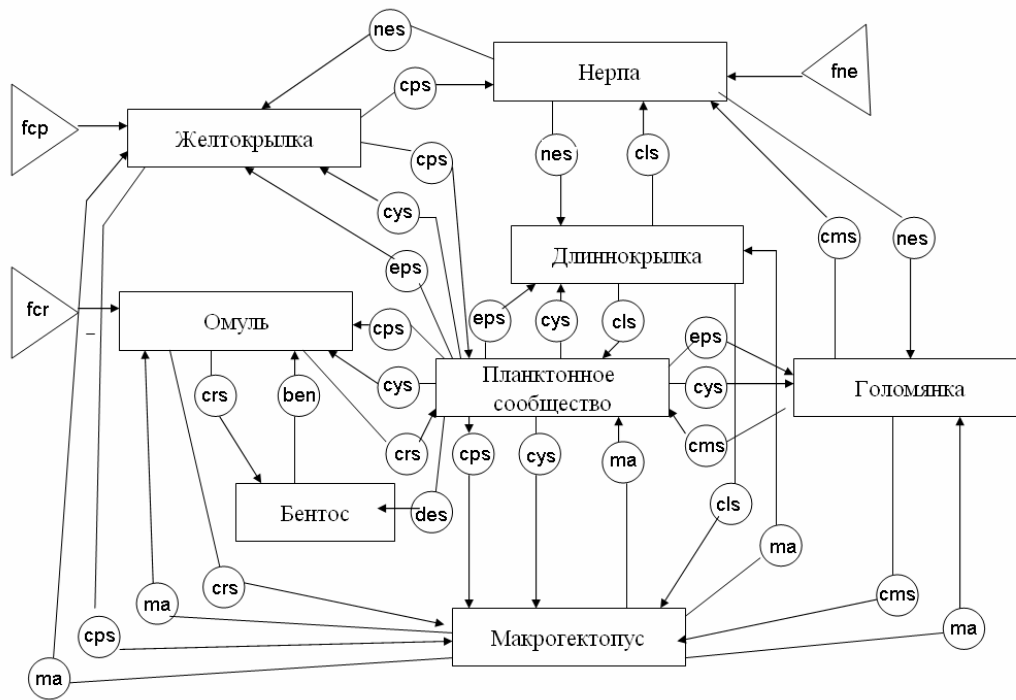 nes
Нерпа
fne
cps
fcp
Желтокрылка
cps
nes
cls
cys
cms
nes
eps
Длиннокрылка
fcr
Омуль
cps
eps
cys
cls
eps
Планктонное
сообщество
Голомянка
cys
cys
crs
ben
crs
cps
cys
ma
cms
Бентос
des
cls
ma
crs
ma
cms
cps
Макрогектопус
ma
ma